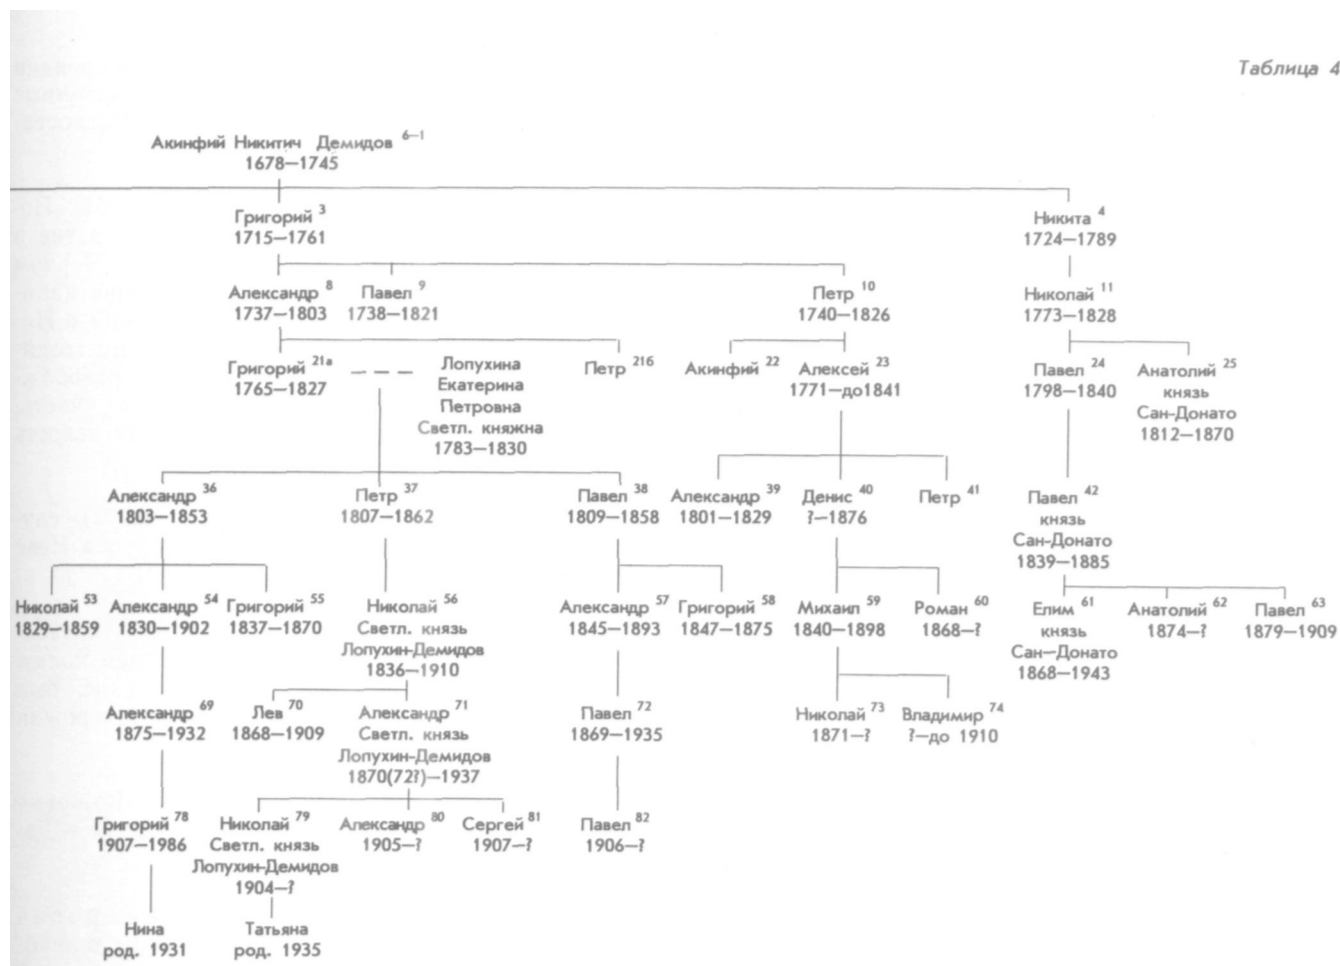 Таблица 4
Акинфий Никитич Демидов 6—1
1678—1745
Григорий 3
1715—1761
Никита 4
1724—1789
Александр 8
1737—1803
Павел 9
1738—1821
Петр 10
1740—1826
Николай 11
1773—1828
Григорий 21а
1765—1827
Лопухина
Екатерина
Петровна
Светл. княжна
1783—1830
Петр 21б
Акинфий 22
Алексей 23
1771—до1841
Павел 24
1798—1840
Анатолий 25
князь
Сан-Донато
1812—1870
Александр 36
1803—1853
Петр 37
1807—1862
Павел 38
1809—1858
Александр 39
1801—1829
Денис 40
?—1876
Петр 41
Павел 42
князь
Сан-Донато
1839—1885
Николай 53
1829—1859
Александр 54
1830—1902
Григорий 55
1837—1870
Николай 56
Светл. князь
Лопухин-Демидов
1836—1910
Александр 57
1845—1893
Григорий 58
1847—1875
Михаил 59
1840—1898
Роман 60
1868—?
Елим 61
князь
Сан—Донато
1868—1943
Анатолий 62
1874—?
Павел 63
1879—1909
Александр 69
1875—1932
Лев 70
1868—1909
Александр 71
Светл. князь
Лопухин-Демидов
1870(72?)—1937
Павел 72
1869—1935
Николай 73
1871—?
Владимир 74
?—до 1910
Григорий 78
1907—1986
Николай 79
Светл. князь
Лопухин-Демидов
1904—?
Александр 80
1905—?
Сергей 81
1907—?
Павел 82
1906—?
Нина
род. 1931
Татьяна
род. 1935